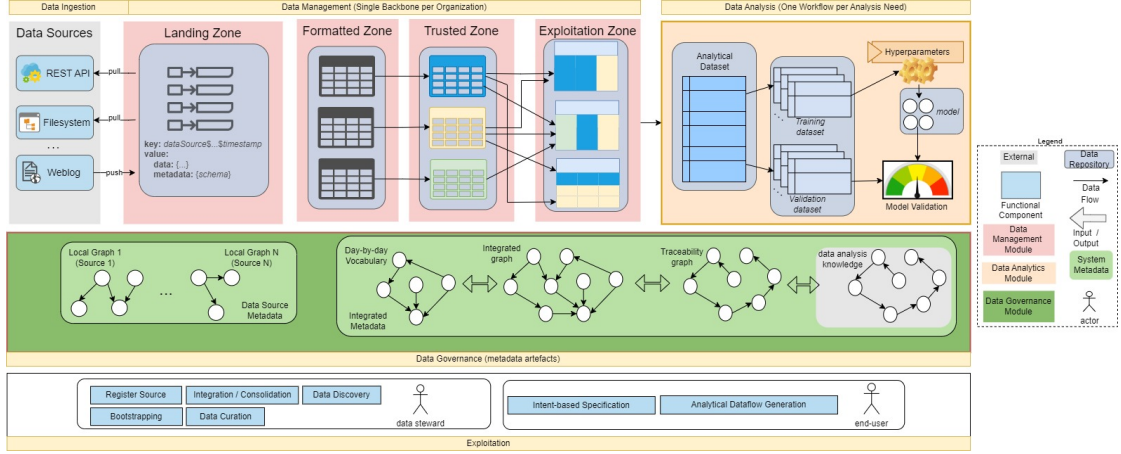 Data Ingestion
Data Management (Single Backbone per Organization)
Data Analysis (One Workflow per Analysis Need)
Data Sources
REST API
Filesystem
...
Weblog
pull
pull
push
Landing Zone
key: dataSource$...$timestamp
value:
data: {...}
metadata: {schema}
Formatted Zone
Trusted Zone
Exploitation Zone
Analytical
Dataset
Training
dataset
Validation
dataset
Hyperparameters
model
Model Validation
Legend
External
Data
Repository
Functional
Component
Data
Flow
Input /
Output
Data
Management
Module
System
Metadata
Data Analytics
Module
Data Governance
Module
actor
Local Graph 1
(Source 1)
...
Local Graph N
(Source N)
Data Source
Metadata
Day-by-day
Vocabulary
Integrated
Metadata
Integrated
graph
Traceability
graph
data analysis
knowledge
Data Governance (metadata artefacts)
Register Source
Integration / Consolidation
Data Discovery
Bootstrapping
Data Curation
data steward
Intent-based Specification
Analytical Dataflow Generation
end-user
Exploitation